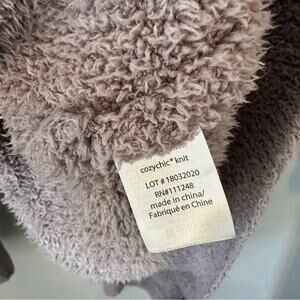 cozychic® knit
LOT # 18032020
RN#111248
made in china/
Fabriqué en Chine